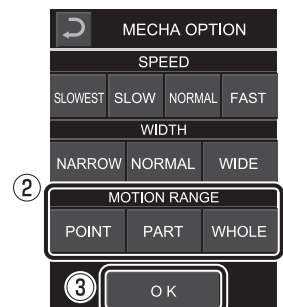 MECHA OPTION
SPEED
SLOWEST SLOW NORMAL FAST
WIDTH
NARROW NORMAL WIDE
② MOTION RANGE
POINT PART WHOLE
③ OK